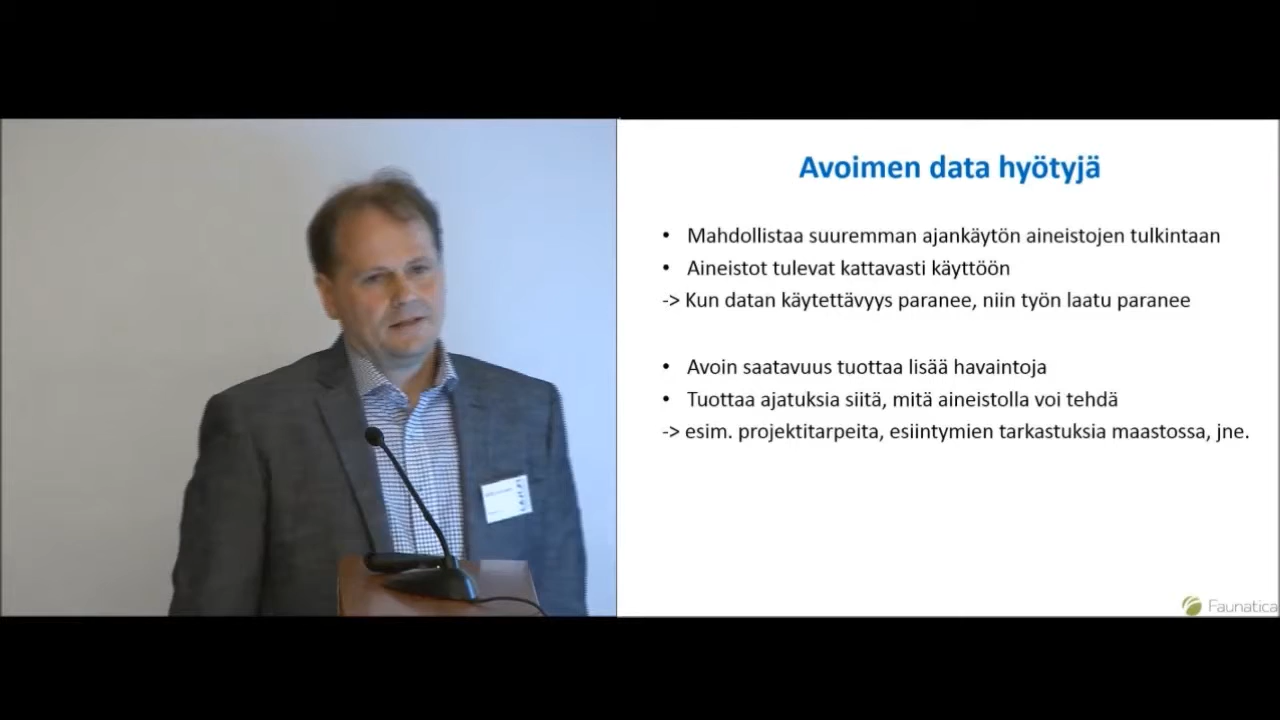 Avoimen data hyötyjä
• Mahdollistaa suuremman ajankäytön aineistojen tulkintaan
• Aineistot tulevat kattavasti käyttöön
-> Kun datan käytettävyys paranee, niin työn laatu paranee
• Avoin saatavuus tuottaa lisää havaintoja
• Tuottaa ajatuksia siitä, mitä aineistolla voi tehdä
-> esim. projektitarpeita, esiintymien tarkastuksia maastossa, jne.
Faunatica